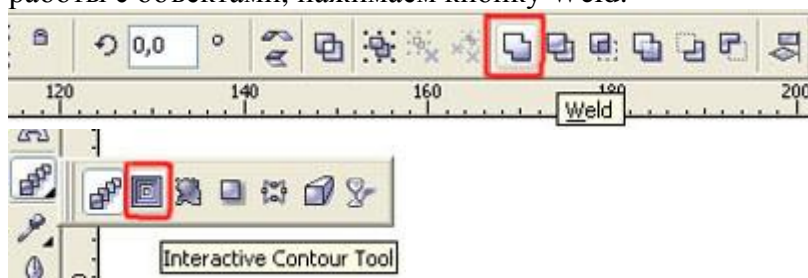 работы с объектами, нажимаем кнопку Weld.
0,0 °
120 140 160 180 200
Weld
Interactive Contour Tool